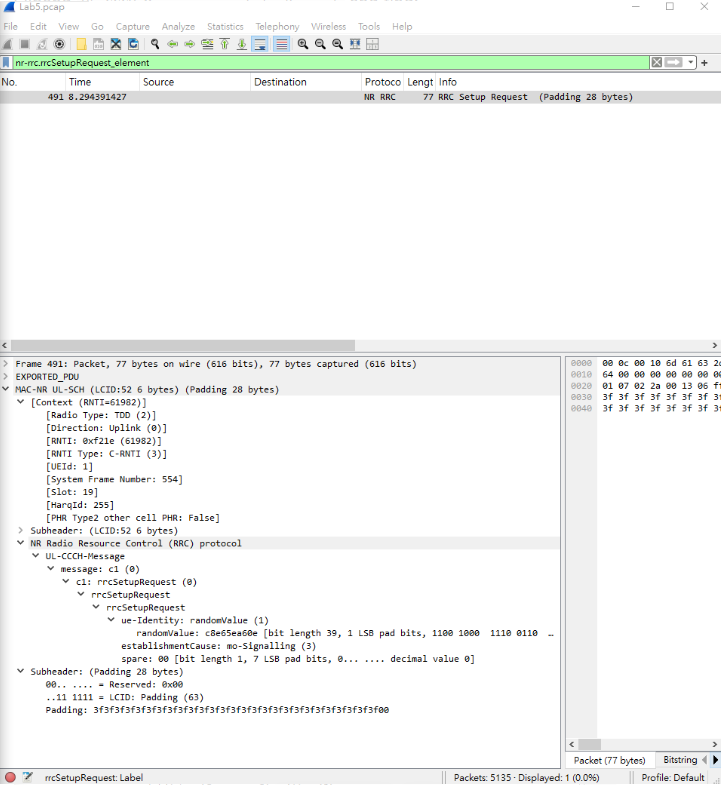 Lab5.pcap
File Edit View Go Capture Analyze Statistics Telephony Wireless Tools Help
nr-rrc.rrcSetupRequest_element
No. Time Source Destination Protoco Lengt Info
491 8.294391427 NR RRC 77 RRC Setup Request (Padding 28 bytes)
Frame 491: Packet, 77 bytes on wire (616 bits), 77 bytes captured (616 bits)
EXPORTED_PDU
MAC-NR UL-SCH (LCID:52 6 bytes) (Padding 28 bytes)
[Context (RNTI=61982)]
[Radio Type: TDD (2)]
[Direction: Uplink (0)]
[RNTI: 0xf21e (61982)]
[RNTI Type: C-RNTI (3)]
[UEId: 1]
[System Frame Number: 554]
[Slot: 19]
[HarqId: 255]
[PHR Type2 other cell PHR: False]
Subheader: (LCID:52 6 bytes)
NR Radio Resource Control (RRC) protocol
UL-CCCH-Message
message: c1 (0)
c1: rrcSetupRequest (0)
rrcSetupRequest
rrcSetupRequest
ue-Identity: randomValue (1)
randomValue: c8e65ea60e [bit length 39, 1 LSB pad bits, 1100 1000 1110 0110 …
establishmentCause: mo-Signalling (3)
spare: 00 [bit length 1, 7 LSB pad bits, 0... .... decimal value 0]
Subheader: (Padding 28 bytes)
00.. .... = Reserved: 0x00
..11 1111 = LCID: Padding (63)
Padding: 3f3f3f3f3f3f3f3f3f3f3f3f3f3f3f3f3f3f3f3f3f3f3f3f3f3f3f00
0000 00 0c 00 10 6d 61 63 2d
0010 64 00 00 00 00 00 00 00
0020 01 07 02 2a 00 13 06 ff
0030 3f 3f 3f 3f 3f 3f 3f 3f
0040 3f 3f 3f 3f 3f 3f 3f 3f
Packet (77 bytes) Bitstring
rrcSetupRequest: Label Packets: 5135 · Displayed: 1 (0.0%) Profile: Default